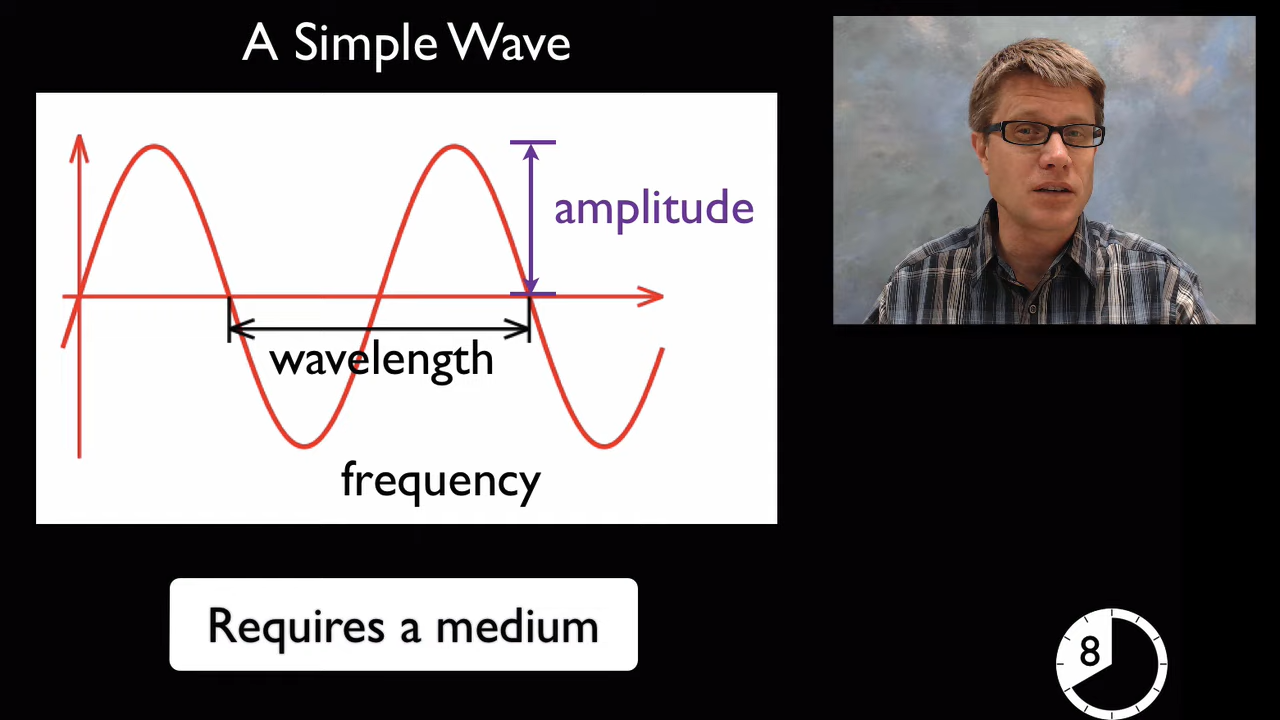 A Simple Wave
amplitude
wavelength
frequency
Requires a medium
8